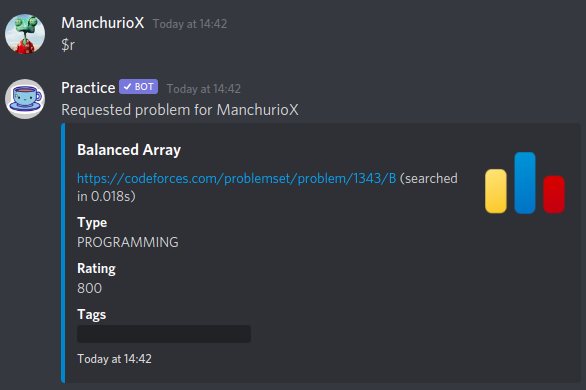 ManchurioX Today at 14:42
$r
Practice ✓ BOT Today at 14:42
Requested problem for ManchurioX
Balanced Array
https://codeforces.com/problemset/problem/1343/B (searched
in 0.018s)
Type
PROGRAMMING
Rating
800
Tags
Today at 14:42